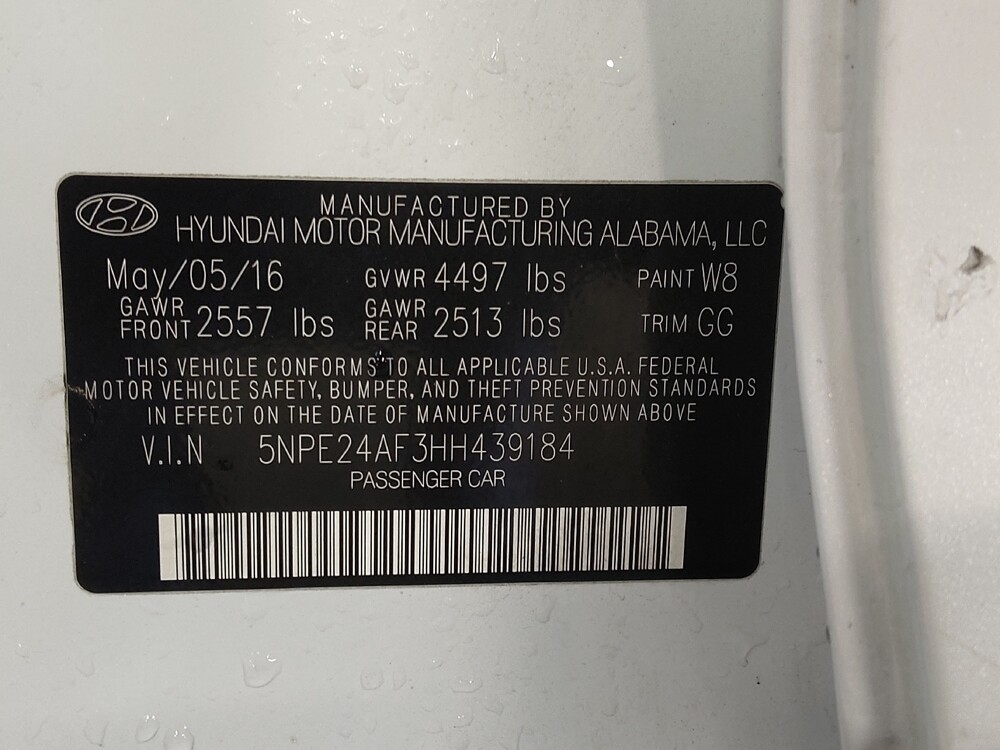 MANUFACTURED BY
HYUNDAI MOTOR MANUFACTURING ALABAMA, LLC
May/05/16 GVWR 4497 lbs PAINT W8
GAWR FRONT 2557 lbs GAWR REAR 2513 lbs TRIM GG
THIS VEHICLE CONFORMS TO ALL APPLICABLE U.S.A. FEDERAL
MOTOR VEHICLE SAFETY, BUMPER, AND THEFT PREVENTION STANDARDS
IN EFFECT ON THE DATE OF MANUFACTURE SHOWN ABOVE
V.I.N 5NPE24AF3HH439184
PASSENGER CAR